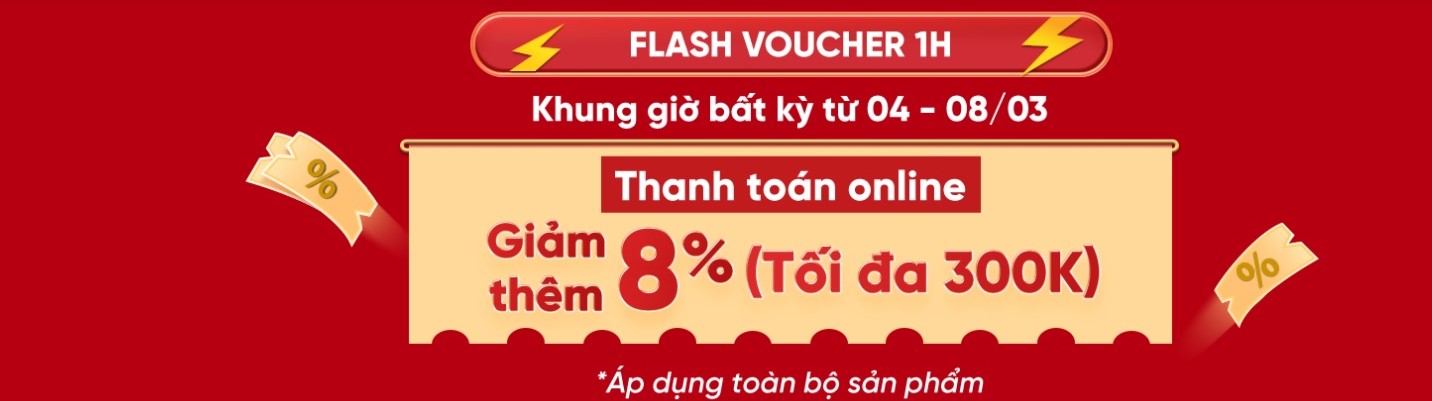 FLASH VOUCHER 1H
Khung giờ bất kỳ từ 04 - 08/03
%
Thanh toán online
Giảm thêm 8% (Tối đa 300K)
%
*Áp dụng toàn bộ sản phẩm